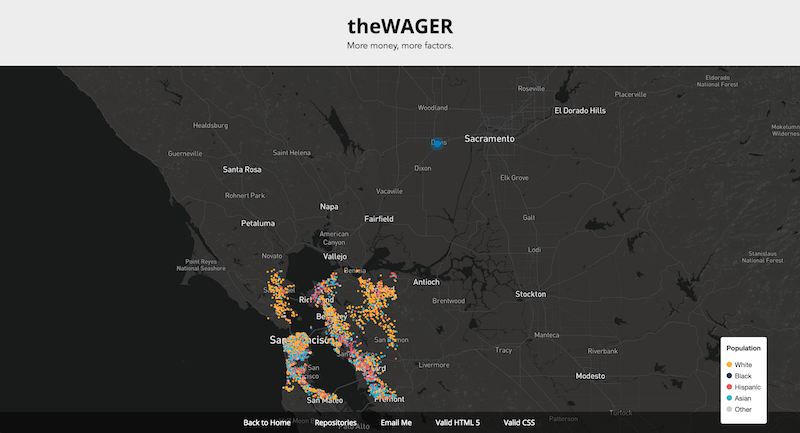 theWAGER
More money, more factors.
Eldorado
National Forest
Roseville
Placerville
Woodland
El Dorado Hills
Healdsburg
Mokelumn
Wilderness
Davis
Sacramento
Guerneville
Saint Helena
Santa Rosa
Dixon
Elk Grove
Rohnert Park
Vacaville
Napa
Petaluma
Fairfield
Galt
American
Canyon
Lodi
Novato
Vallejo
Stanislaus
National Forest
Point Reyes
National Seashore
Benicia
Antioch
Stockton
Brentwood
San Francisco
Manteca
Tracy
Riverbank
Livermore
Modesto
San Mateo
Fremont
Palo Alto
Patterson
Turlock
Population
White
Black
Hispanic
Asian
Other
Back to Home
Repositories
Email Me
Valid HTML 5
Valid CSS